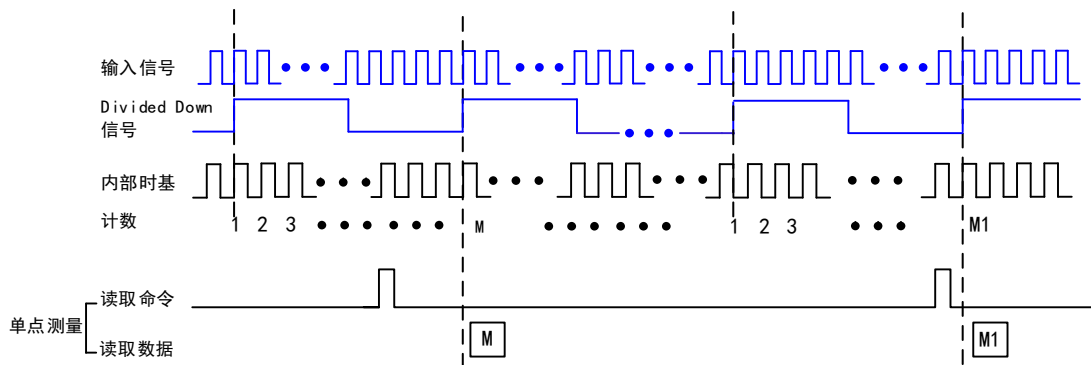 输入信号
Divided Down
信号
内部时基
计数 1 2 3 M 1 2 3 M1
单点测量
读取命令
读取数据 M M1